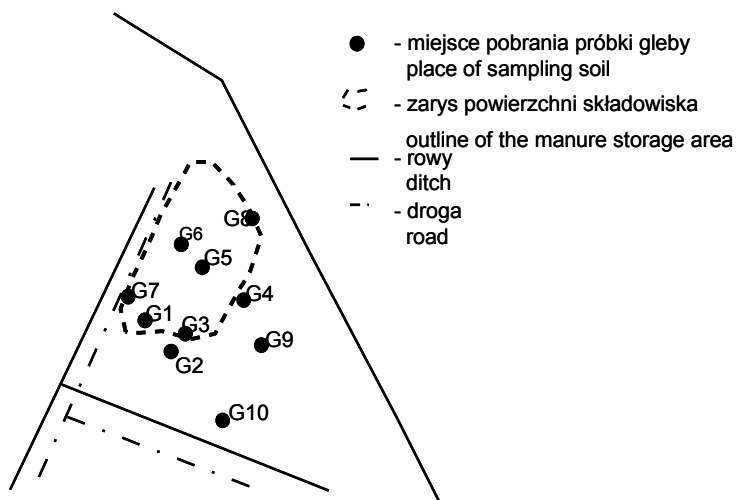 - miejsce pobrania próbki gleby
place of sampling soil
- zarys powierzchni składowiska
outline of the manure storage area
- rowy
ditch
- droga
road
G8
G6
G5
G7
G4
G1
G3
G9
G2
G10